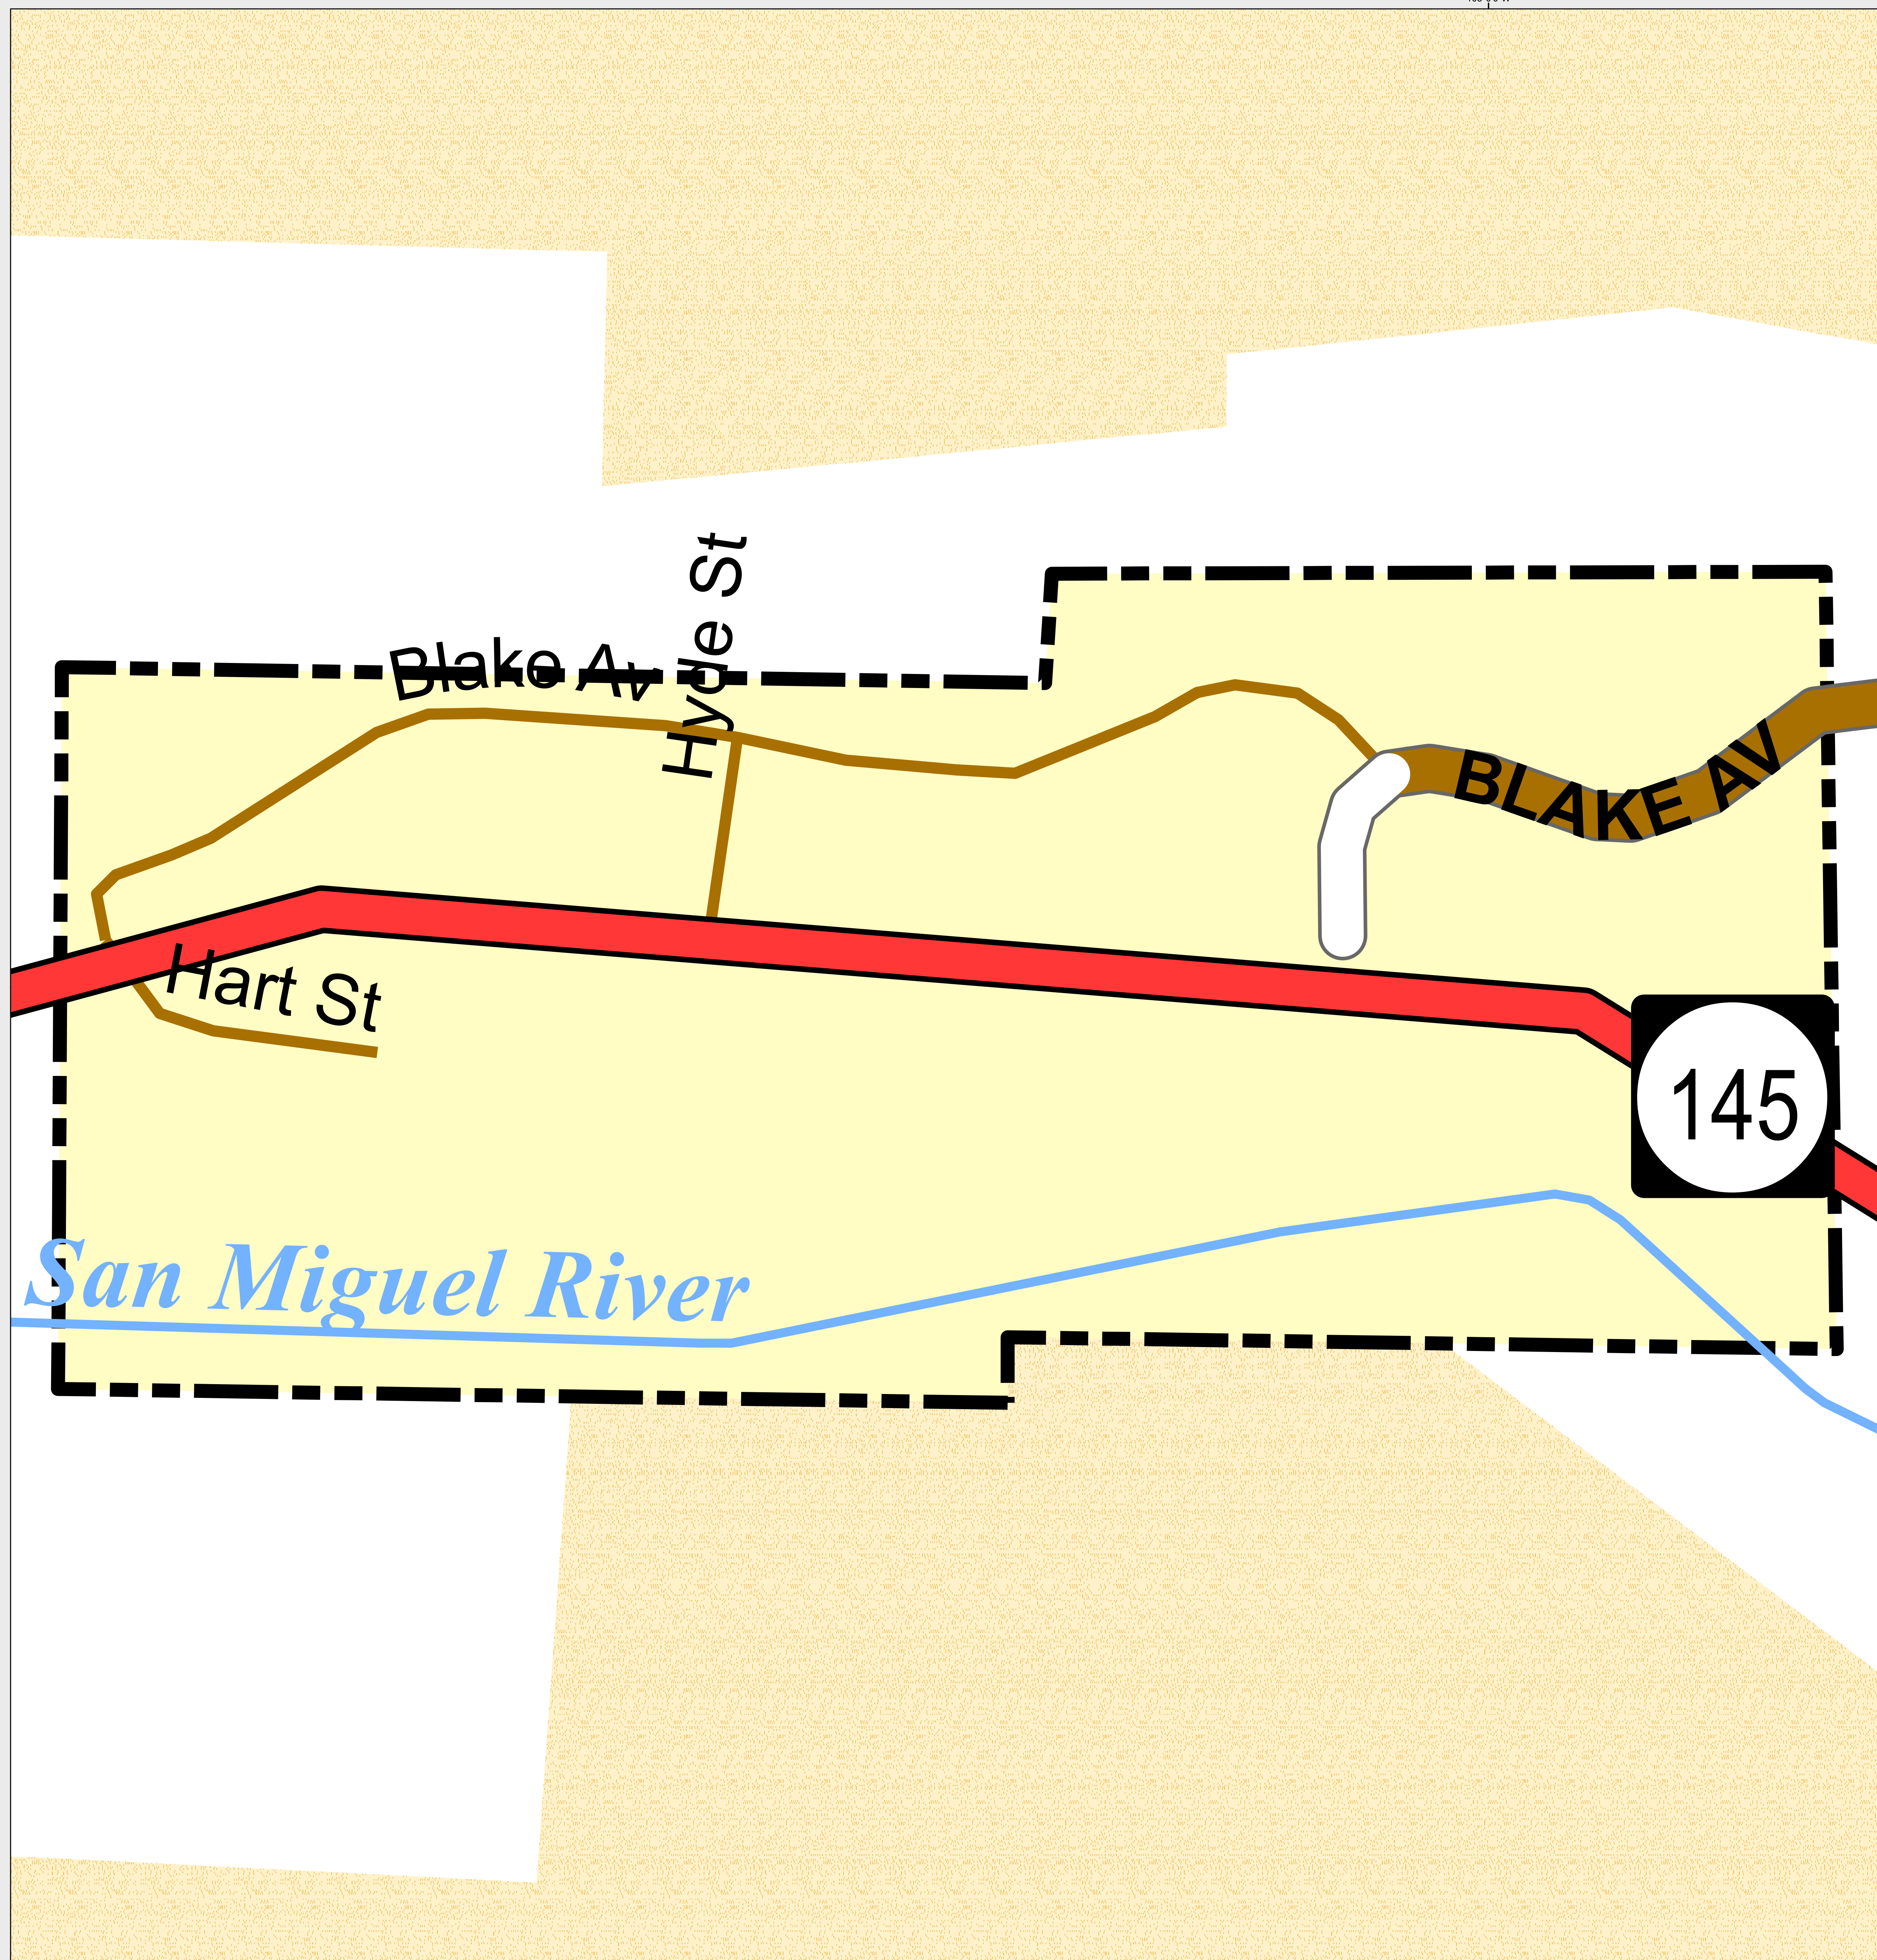 Hyde St
Blake Av
BLAKE AV
Hart St
145
San Miguel River